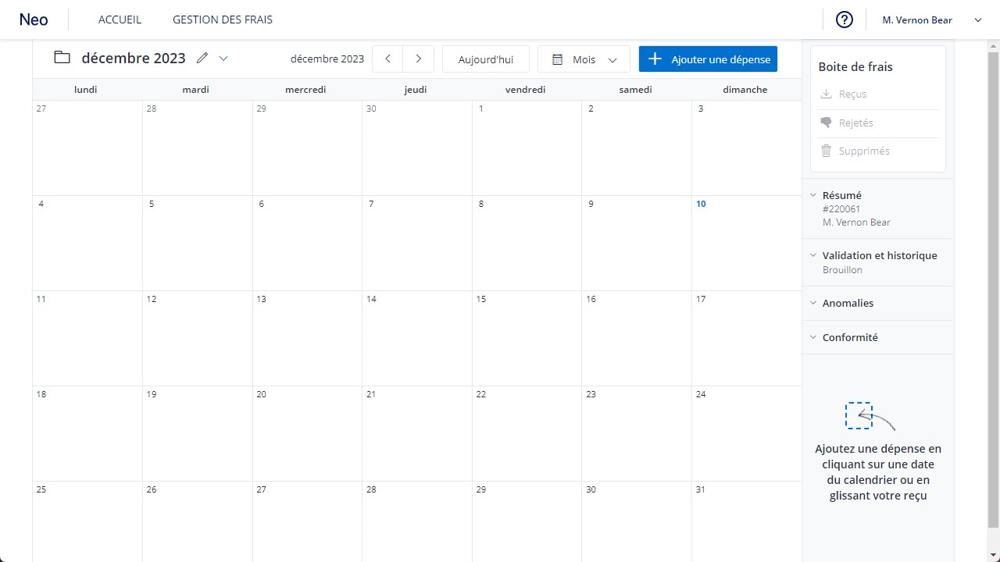 Neo
ACCUEIL
GESTION DES FRAIS
M. Vernon Bear
décembre 2023
décembre 2023
Aujourd'hui
Mois
Ajouter une dépense
lundi mardi mercredi jeudi vendredi samedi dimanche
27 28 29 30 1 2 3
4 5 6 7 8 9 10
11 12 13 14 15 16 17
18 19 20 21 22 23 24
25 26 27 28 29 30 31
Boite de frais
Reçus
Rejetés
Supprimés
Résumé
#220061
M. Vernon Bear
Validation et historique
Brouillon
Anomalies
Conformité
Ajoutez une dépense en
cliquant sur une date
du calendrier ou en
glissant votre reçu